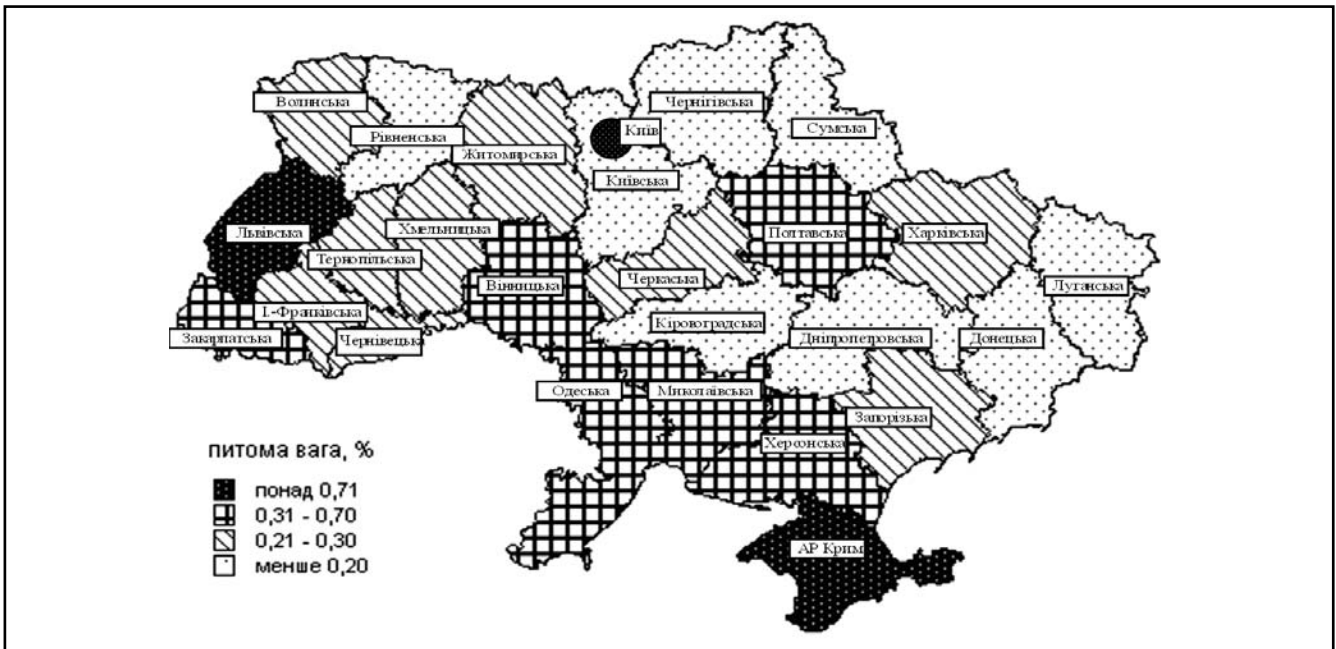 Волинська
Рівненська
Житомирська
Київ
Чернігівська
Сумська
Київська
Львівська
Тернопільська
Хмельницька
Вінницька
Черкаська
Полтавська
Харківська
Луганська
І.-Франківська
Закарпатська
Чернівецька
Кіровоградська
Дніпропетровська
Донецька
Одеська
Миколаївська
Запорізька
Херсонська
АР Крим
питома вага, %
понад 0,71
0,31 - 0,70
0,21 - 0,30
менше 0,20